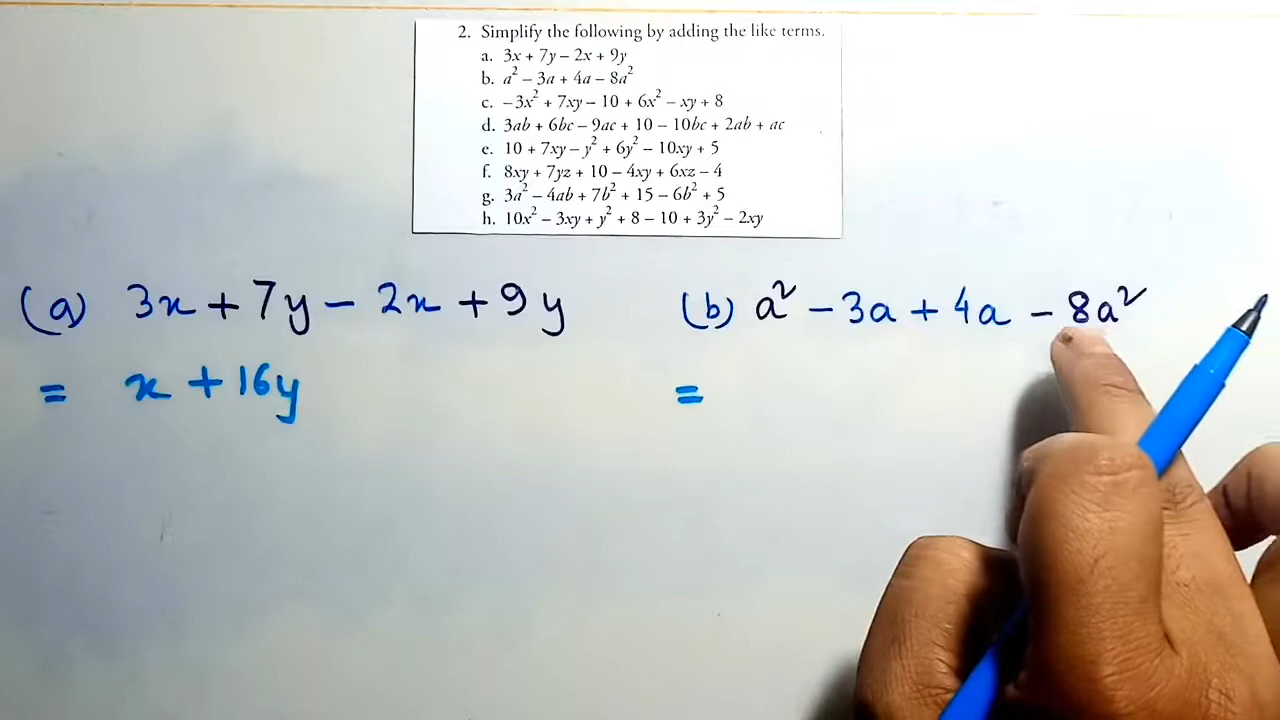 2. Simplify the following by adding the like terms.
a. 3x + 7y – 2x + 9y
b. a² – 3a + 4a – 8a²
c. –3x² + 7xy – 10 + 6x² – xy + 8
d. 3ab + 6bc – 9ac + 10 – 10bc + 2ab + ac
e. 10 + 7xy – y² + 6y² – 10xy + 5
f. 8xy + 7yz + 10 – 4xy + 6xz – 4
g. 3a² – 4ab + 7b² + 15 – 6b² + 5
h. 10x² – 3xy + y² + 8 – 10 + 3y² – 2xy
(a) 3x + 7y – 2x + 9y
= x + 16y
(b) a² – 3a + 4a – 8a²
=